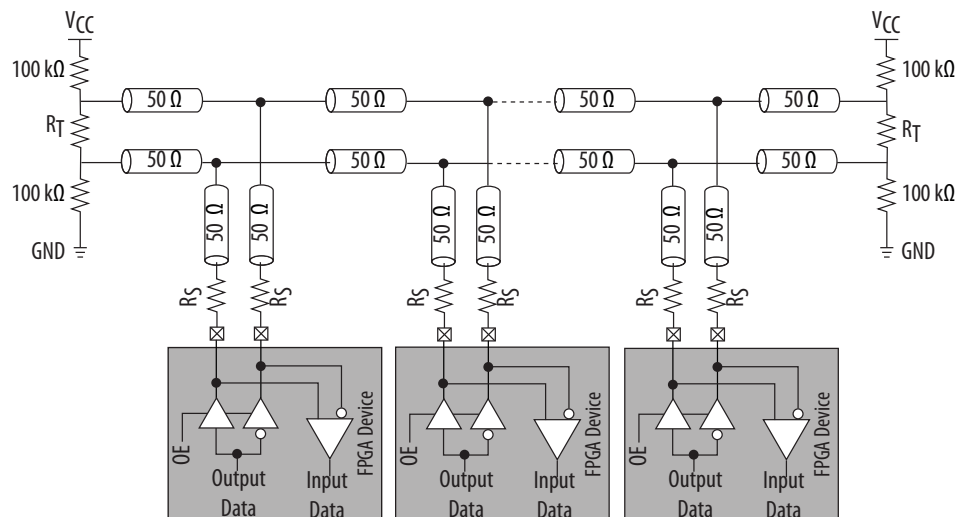 VCC VCC
100 kΩ 100 kΩ
50 Ω 50 Ω 50 Ω 50 Ω
RT RT
50 Ω 50 Ω 50 Ω 50 Ω
100 kΩ 100 kΩ
50 Ω 50 Ω 50 Ω 50 Ω 50 Ω 50 Ω
GND GND
RS RS RS RS RS RS
OE FPGA Device OE FPGA Device OE FPGA Device
Output Input Output Input Output Input
Data Data Data Data Data Data